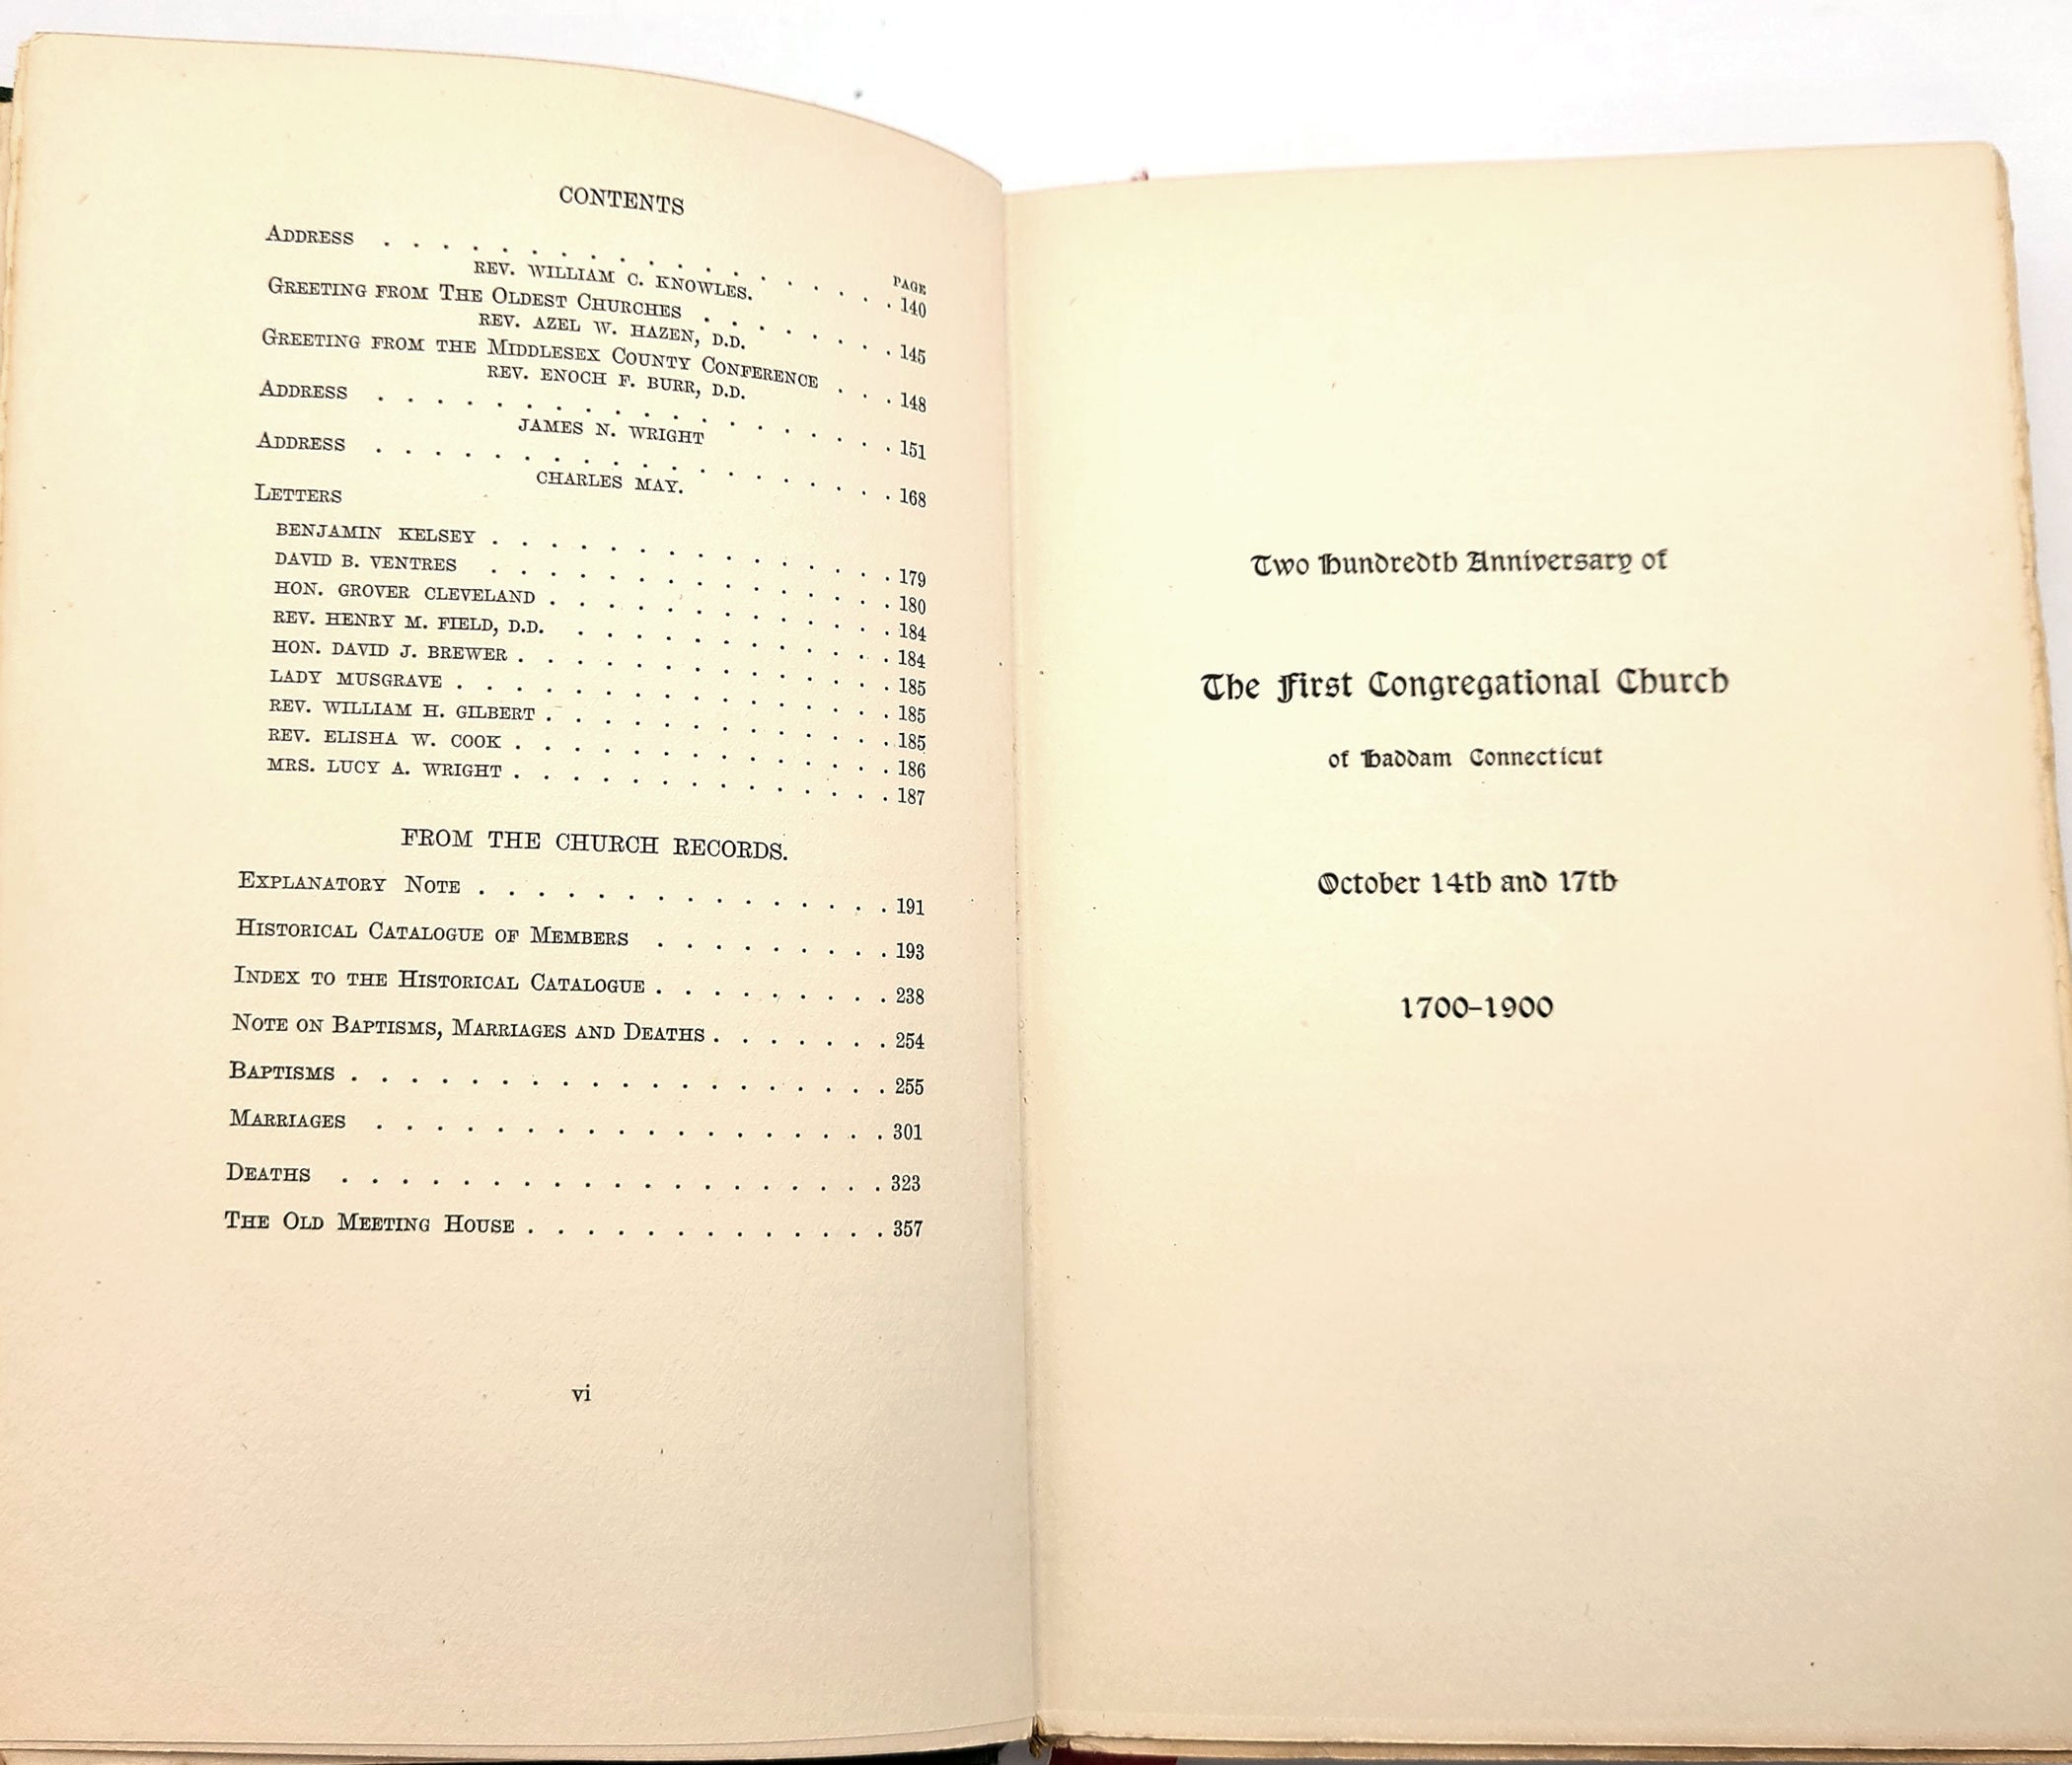 CONTENTS
PAGE
ADDRESS . . . . . . . . . . . . . . . . . . 140
REV. WILLIAM C. KNOWLES.
GREETING FROM THE OLDEST CHURCHES . . . . . . . 145
REV. AZEL W. HAZEN, D.D.
GREETING FROM THE MIDDLESEX COUNTY CONFERENCE . . . 148
REV. ENOCH F. BURR, D.D.
ADDRESS . . . . . . . . . . . . . . . . . . 151
JAMES N. WRIGHT
ADDRESS . . . . . . . . . . . . . . . . . . 168
CHARLES MAY.
LETTERS
BENJAMIN KELSEY . . . . . . . . . . . . . . 179
DAVID B. VENTRES . . . . . . . . . . . . . . 180
HON. GROVER CLEVELAND . . . . . . . . . . . . 184
REV. HENRY M. FIELD, D.D. . . . . . . . . . . . 184
HON. DAVID J. BREWER . . . . . . . . . . . . . 185
LADY MUSGRAVE . . . . . . . . . . . . . . . 185
REV. WILLIAM H. GILBERT . . . . . . . . . . . . 185
REV. ELISHA W. COOK . . . . . . . . . . . . . 186
MRS. LUCY A. WRIGHT . . . . . . . . . . . . . 187
FROM THE CHURCH RECORDS.
EXPLANATORY NOTE . . . . . . . . . . . . . . 191
HISTORICAL CATALOGUE OF MEMBERS . . . . . . . . 193
INDEX TO THE HISTORICAL CATALOGUE . . . . . . . . 238
NOTE ON BAPTISMS, MARRIAGES AND DEATHS . . . . . . 254
BAPTISMS . . . . . . . . . . . . . . . . . . 255
MARRIAGES . . . . . . . . . . . . . . . . . . 301
DEATHS . . . . . . . . . . . . . . . . . . . 323
THE OLD MEETING HOUSE . . . . . . . . . . . . . 357
vi
Two Hundredth Anniversary of
The First Congregational Church
of Haddam Connecticut
October 14th and 17th
1700-1900